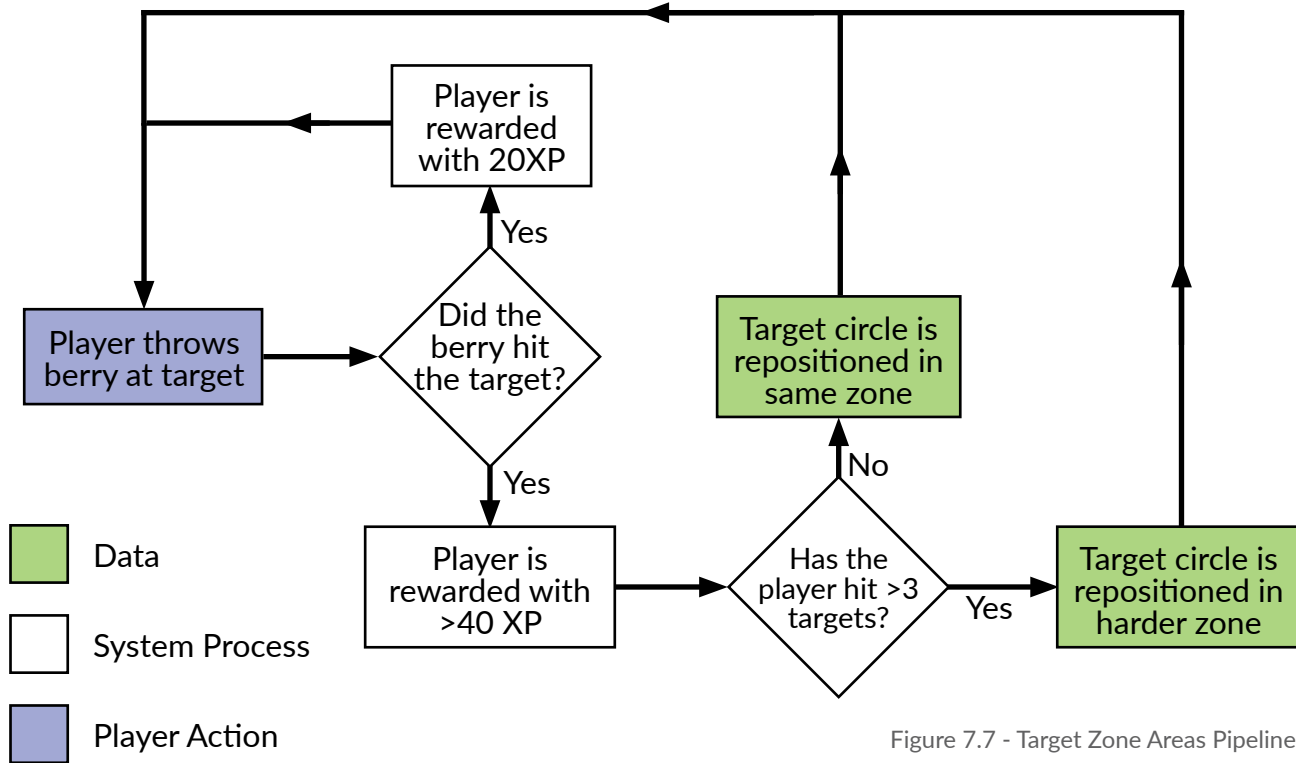 Player is
rewarded
with 20XP
Yes
Player throws
berry at target
Did the
berry hit
the target?
Target circle is
repositioned in
same zone
Yes
No
Player is
rewarded with
>40 XP
Has the
player hit >3
targets?
Yes
Target circle is
repositioned in
harder zone
Data
System Process
Player Action
Figure 7.7 - Target Zone Areas Pipeline